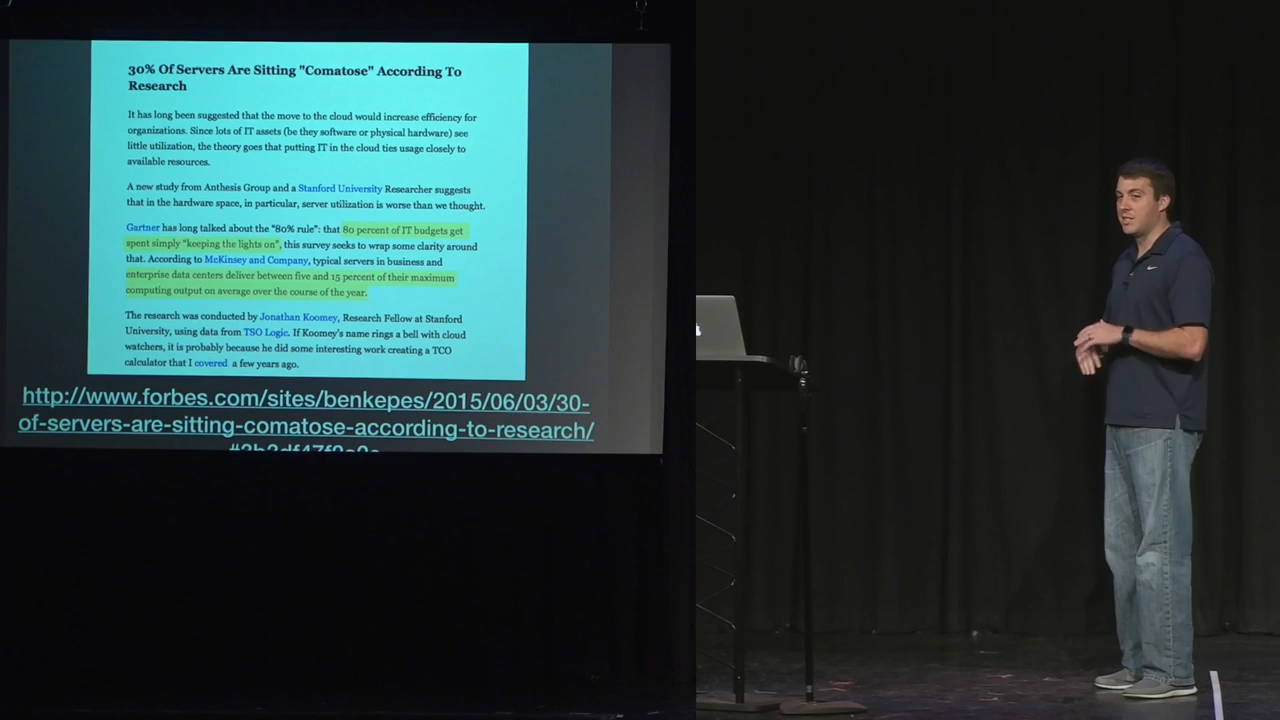 30% Of Servers Are Sitting "Comatose" According To
Research
It has long been suggested that the move to the cloud would increase efficiency for
organizations. Since lots of IT assets (be they software or physical hardware) see
little utilization, the theory goes that putting IT in the cloud ties usage closely to
available resources.
A new study from Anthesis Group and a Stanford University Researcher suggests
that in the hardware space, in particular, server utilization is worse than we thought.
Gartner has long talked about the "80% rule": that 80 percent of IT budgets get
spent simply "keeping the lights on", this survey seeks to wrap some clarity around
that. According to McKinsey and Company, typical servers in business and
enterprise data centers deliver between five and 15 percent of their maximum
computing output on average over the course of the year.
The research was conducted by Jonathan Koomey, Research Fellow at Stanford
University, using data from TSO Logic. If Koomey's name rings a bell with cloud
watchers, it is probably because he did some interesting work creating a TCO
calculator that I covered a few years ago.
http://www.forbes.com/sites/benkepes/2015/06/03/30-
of-servers-are-sitting-comatose-according-to-research/